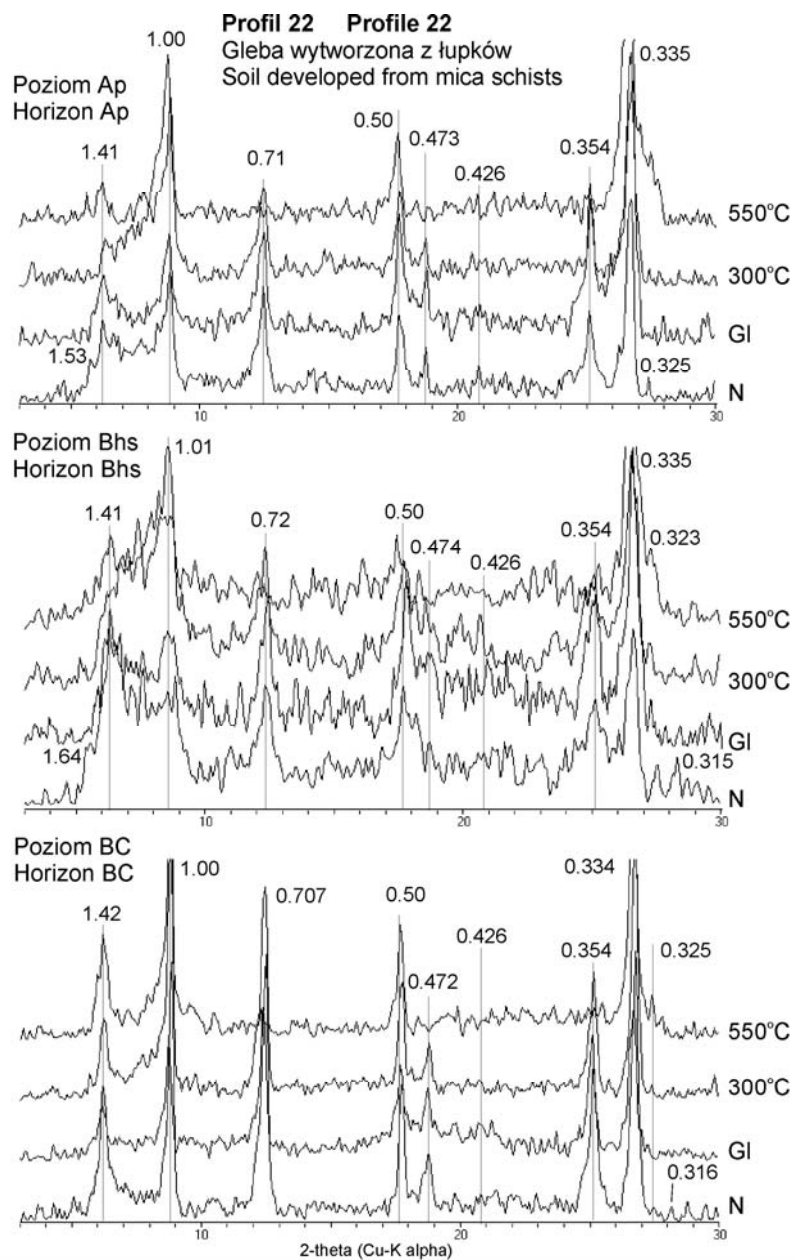 Profil 22 Profile 22
Gleba wytworzona z łupków
Soil developed from mica schists
Poziom Ap
Horizon Ap
1.00
0.335
0.50
0.473
1.41
0.71
0.426
0.354
550°C
300°C
Gl
1.53
0.325
N
10
20
30
Poziom Bhs
Horizon Bhs
1.01
0.335
1.41
0.72
0.50
0.474
0.426
0.354
0.323
550°C
300°C
Gl
1.64
0.315
N
10
20
30
Poziom BC
Horizon BC
1.00
0.334
1.42
0.707
0.50
0.426
0.325
0.472
0.354
550°C
300°C
Gl
0.316
N
10
20
30
2-theta (Cu-K alpha)